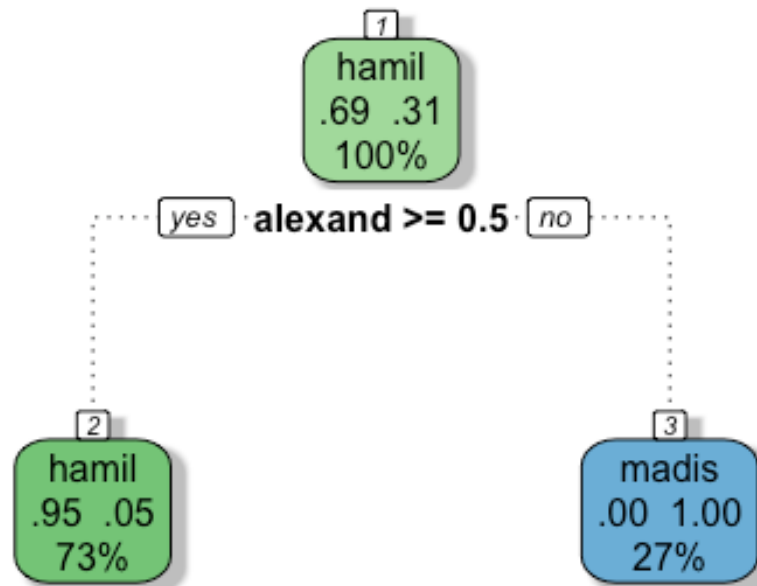 1
hamil
.69 .31
100%
yes alexand >= 0.5 no
2
hamil
.95 .05
73%
3
madis
.00 1.00
27%